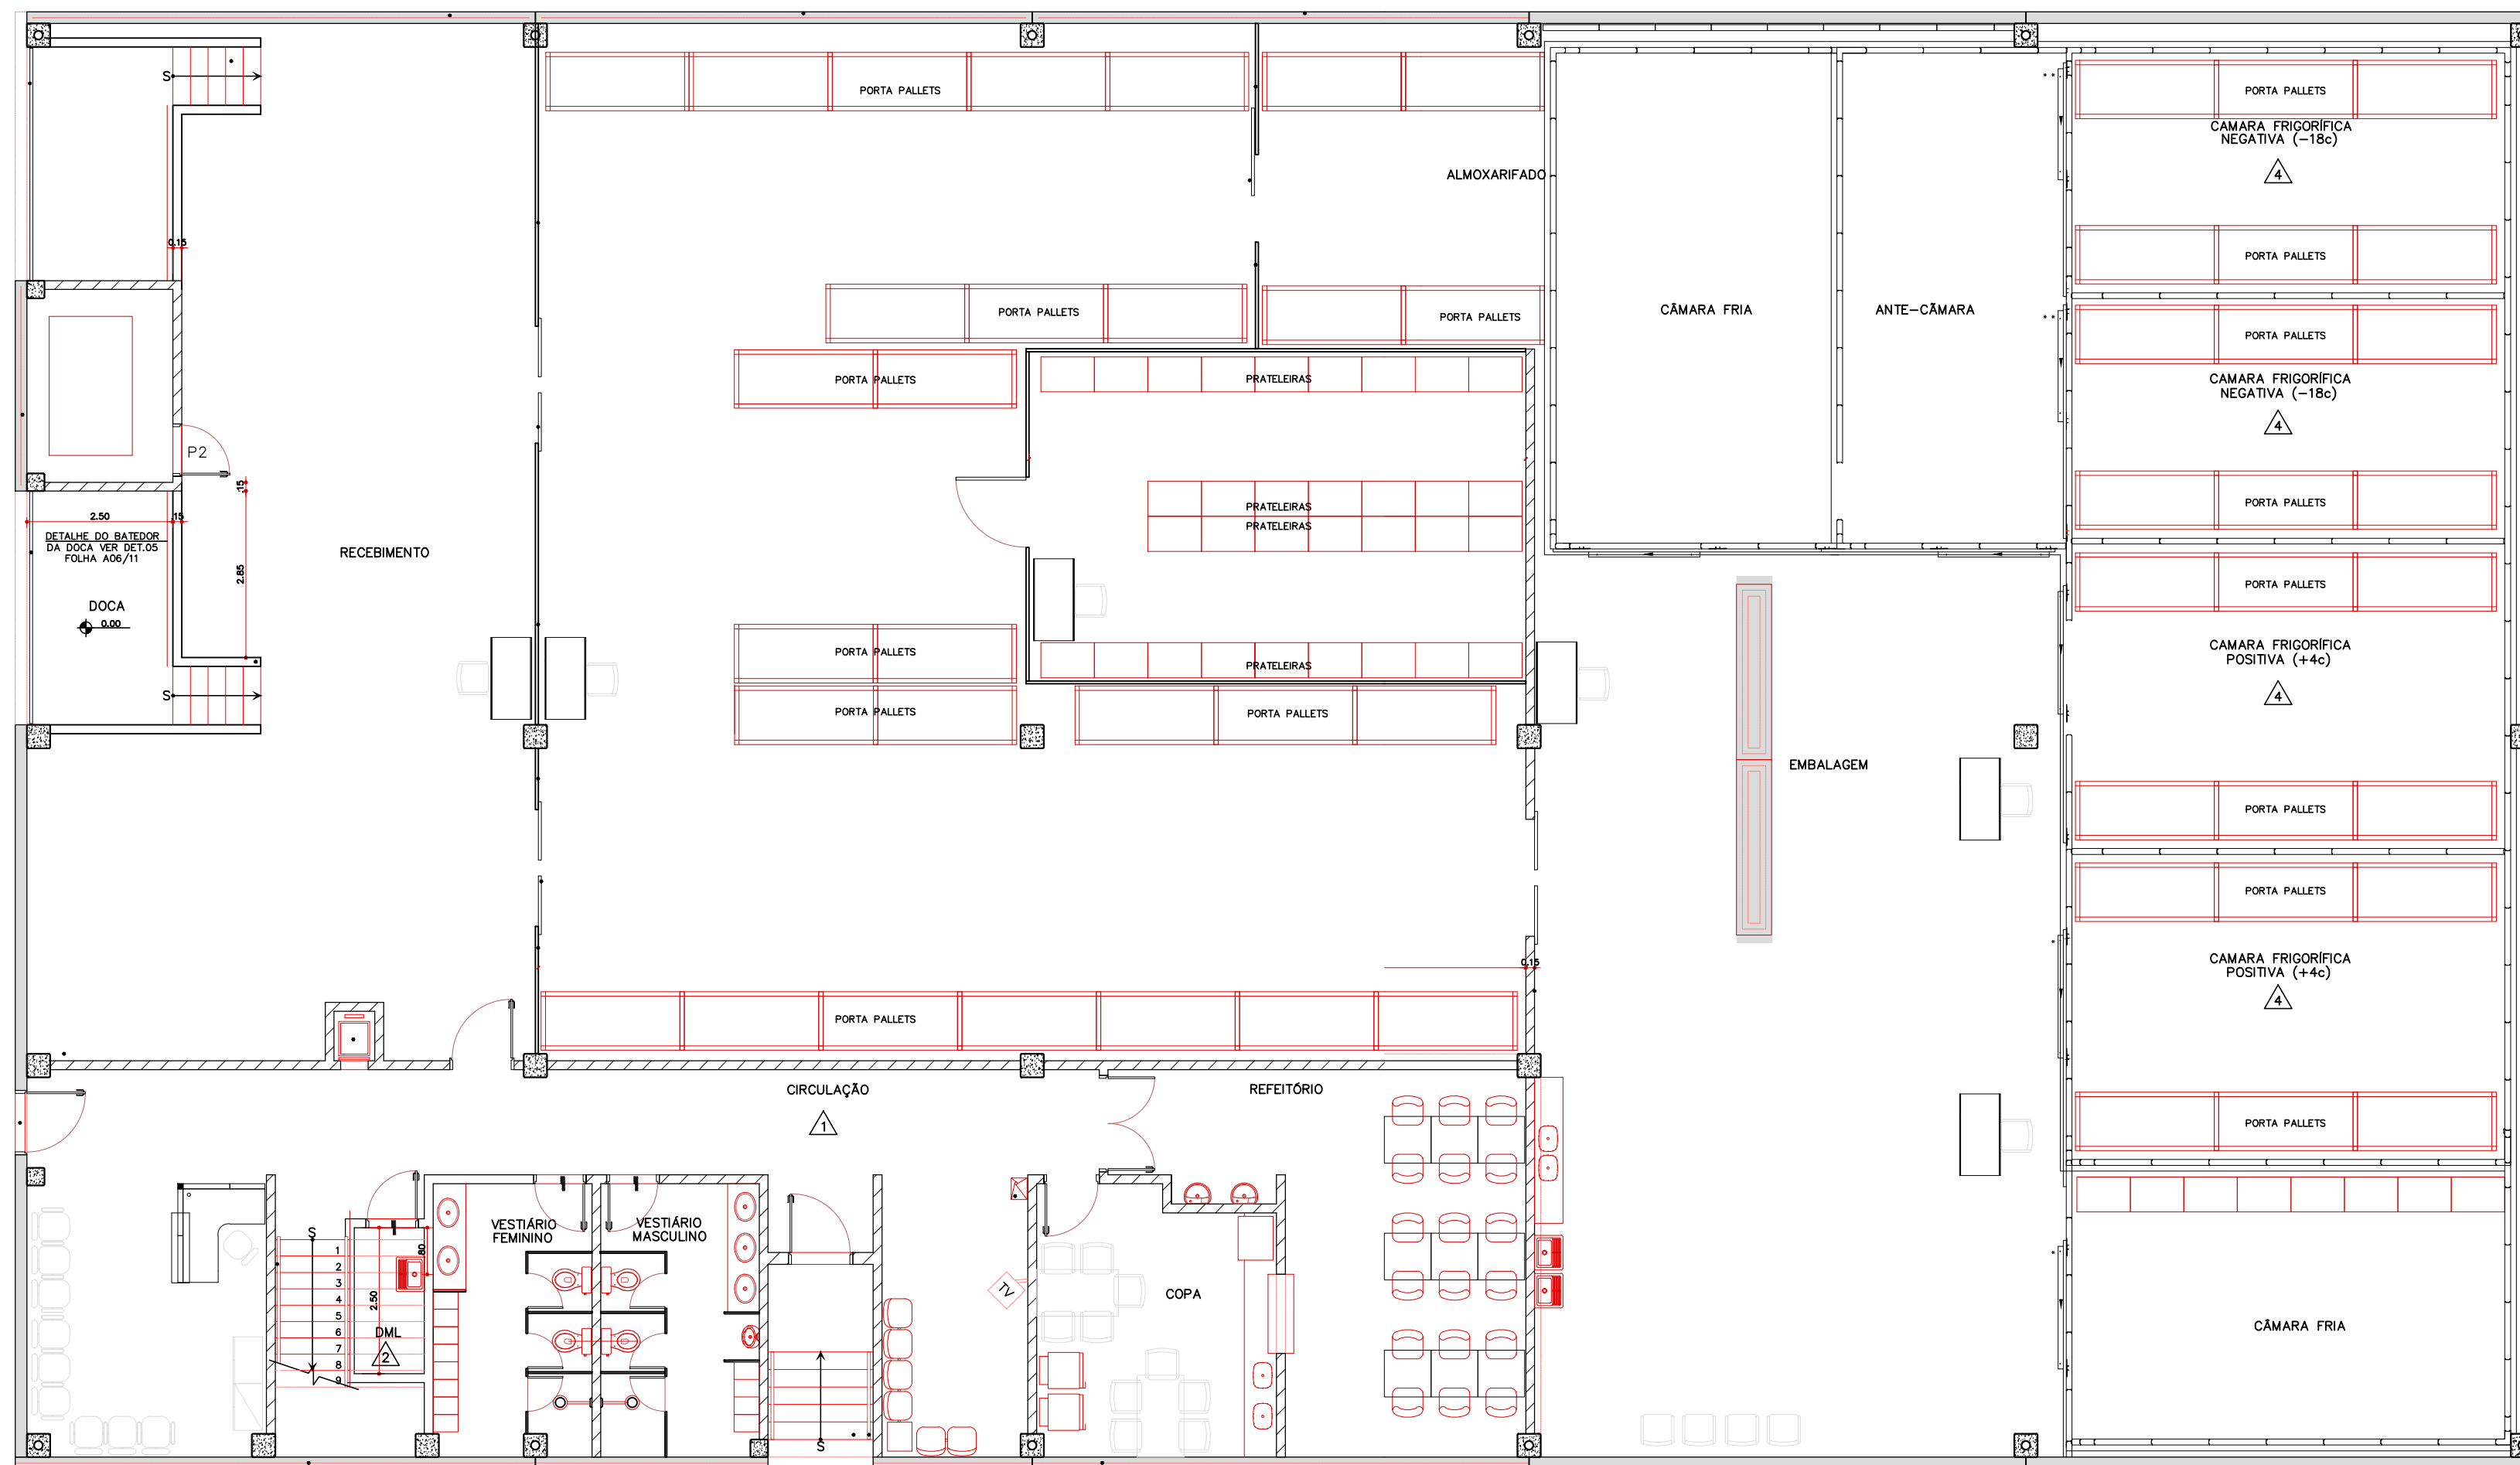 S
PORTA PALLETS
PORTA PALLETS
CAMARA FRIGORÍFICA
NEGATIVA (-18c)
4
ALMOXARIFADO
0.15
PORTA PALLETS
PORTA PALLETS
PORTA PALLETS
CÂMARA FRIA
ANTE-CÂMARA
PORTA PALLETS
PORTA PALLETS
PRATELEIRAS
CAMARA FRIGORÍFICA
NEGATIVA (-18c)
4
P2
.15
PRATELEIRAS
PRATELEIRAS
PORTA PALLETS
2.50
.15
DETALHE DO BATEDOR
DA DOCA VER DET.05
FOLHA A06/11
RECEBIMENTO
2.85
PORTA PALLETS
DOCA
0.00
PORTA PALLETS
PRATELEIRAS
CAMARA FRIGORÍFICA
POSITIVA (+4c)
4
S
PORTA PALLETS
PORTA PALLETS
EMBALAGEM
PORTA PALLETS
PORTA PALLETS
CAMARA FRIGORÍFICA
POSITIVA (+4c)
4
0.15
PORTA PALLETS
CIRCULAÇÃO
1
REFEITÓRIO
PORTA PALLETS
VESTIÁRIO
FEMININO
VESTIÁRIO
MASCULINO
S
1
2
3
4
5
6
7
8
9
.80
2.50
DML
2
TV
COPA
CÂMARA FRIA
S